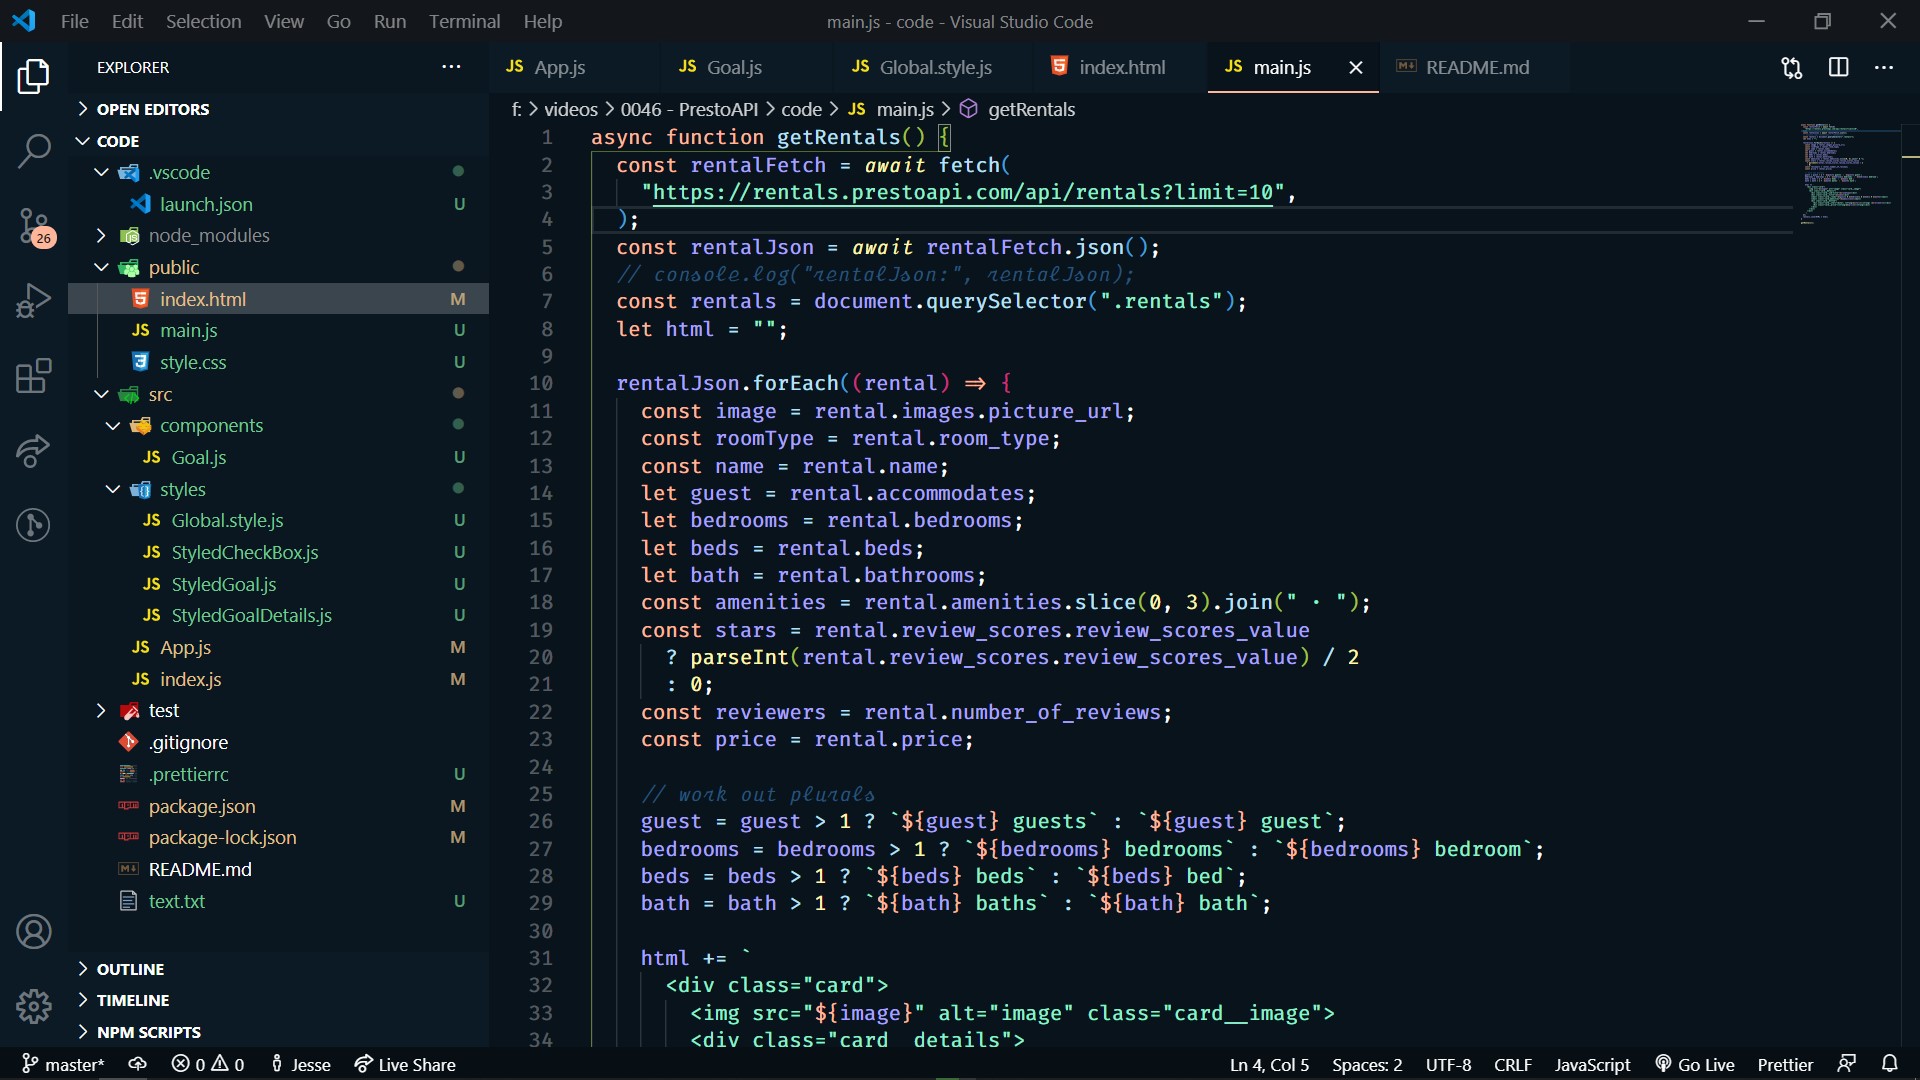 File Edit Selection View Go Run Terminal Help
main.js - code - Visual Studio Code
EXPLORER
JS App.js
JS Goal.js
JS Global.style.js
index.html
JS main.js
README.md
f: > videos > 0046 - PrestoAPI > code > JS main.js > getRentals
OPEN EDITORS
CODE
.vscode
launch.json U
node_modules
public
index.html M
JS main.js U
style.css U
src
components
JS Goal.js U
styles
JS Global.style.js U
JS StyledCheckBox.js U
JS StyledGoal.js U
JS StyledGoalDetails.js U
JS App.js M
JS index.js M
test
.gitignore
.prettierrc U
package.json M
package-lock.json M
README.md
text.txt U
OUTLINE
TIMELINE
NPM SCRIPTS
26
1 async function getRentals() {
2 const rentalFetch = await fetch(
3 "https://rentals.prestoapi.com/api/rentals?limit=10",
4 );
5 const rentalJson = await rentalFetch.json();
6 // console.log("rentalJson:", rentalJson);
7 const rentals = document.querySelector(".rentals");
8 let html = "";
9
10 rentalJson.forEach((rental) => {
11 const image = rental.images.picture_url;
12 const roomType = rental.room_type;
13 const name = rental.name;
14 let guest = rental.accommodates;
15 let bedrooms = rental.bedrooms;
16 let beds = rental.beds;
17 let bath = rental.bathrooms;
18 const amenities = rental.amenities.slice(0, 3).join(" · ");
19 const stars = rental.review_scores.review_scores_value
20 ? parseInt(rental.review_scores.review_scores_value) / 2
21 : 0;
22 const reviewers = rental.number_of_reviews;
23 const price = rental.price;
24
25 // work out plurals
26 guest = guest > 1 ? `${guest} guests` : `${guest} guest`;
27 bedrooms = bedrooms > 1 ? `${bedrooms} bedrooms` : `${bedrooms} bedroom`;
28 beds = beds > 1 ? `${beds} beds` : `${beds} bed`;
29 bath = bath > 1 ? `${bath} baths` : `${bath} bath`;
30
31 html += `
32 <div class="card">
33 <img src="${image}" alt="image" class="card__image">
34 <div class="card__details">
master* 0 0 Jesse Live Share
Ln 4, Col 5 Spaces: 2 UTF-8 CRLF JavaScript Go Live Prettier